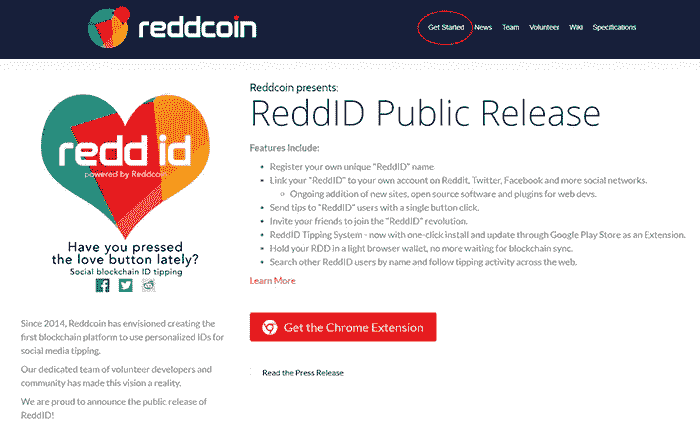 reddcoin
Get Started News Team Volunteer Wiki Specifications
redd id
powered by Reddcoin
Have you pressed
the love button lately?
Social blockchain ID tipping
Since 2014, Reddcoin has envisioned creating the
first blockchain platform to use personalized IDs for
social media tipping.
Our dedicated team of volunteer developers and
community has made this vision a reality.
We are proud to announce the public release of
ReddID!
Reddcoin presents:
ReddID Public Release
Features Include:
Register your own unique "ReddID" name
Link your "ReddID" to your own account on Reddit, Twitter, Facebook and more social networks.
Ongoing addition of new sites, open source software and plugins for web devs.
Send tips to "ReddID" users with a single button click.
Invite your friends to join the "ReddID" revolution.
ReddID Tipping System - now with one-click install and update through Google Play Store as an Extension.
Hold your RDD in a light browser wallet, no more waiting for blockchain sync.
Search other ReddID users by name and follow tipping activity across the web.
Learn More
Get the Chrome Extension
Read the Press Release